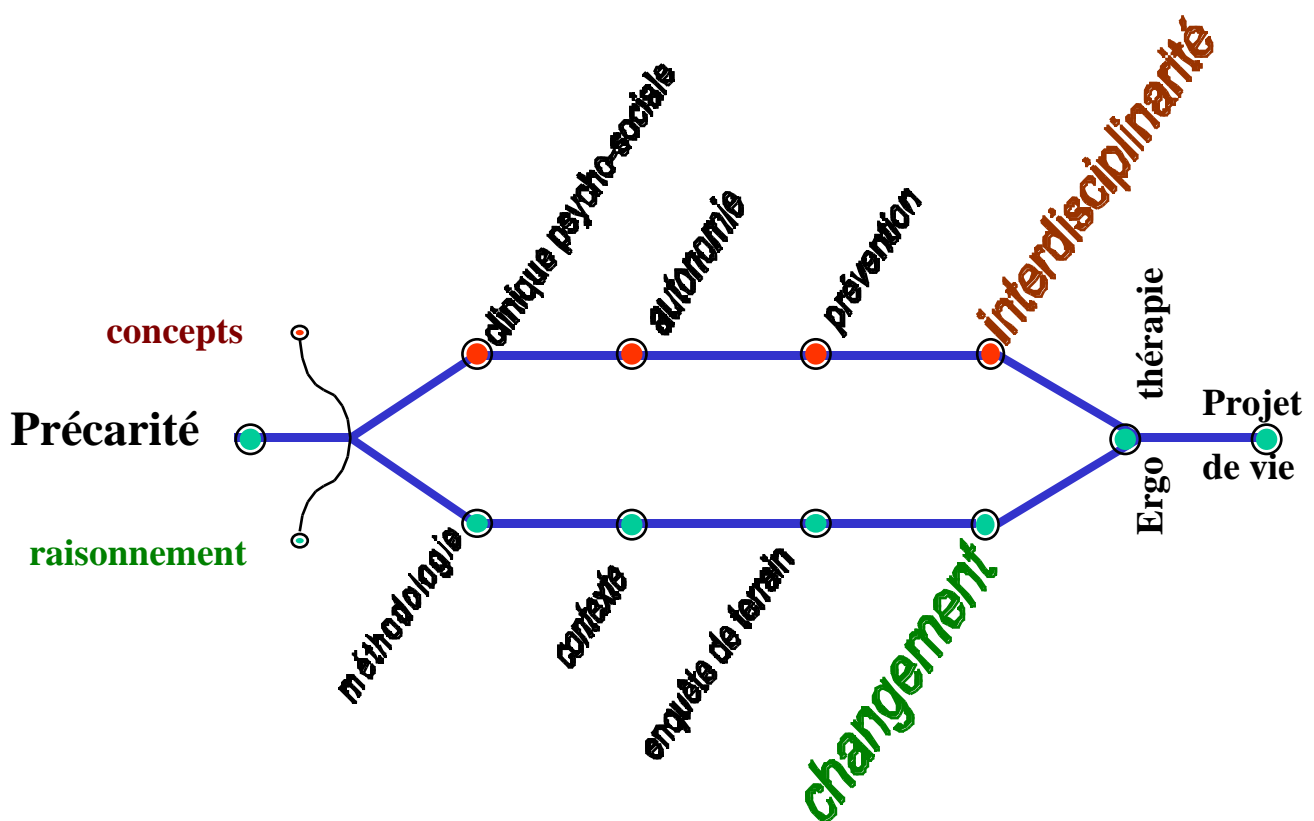 clinique psycho-sociale
autonomie
prévention
interdisciplinarité
concepts
Précarité
raisonnement
méthodologie
contexte
enquête de terrain
changement
Ergo thérapie
Projet
de vie